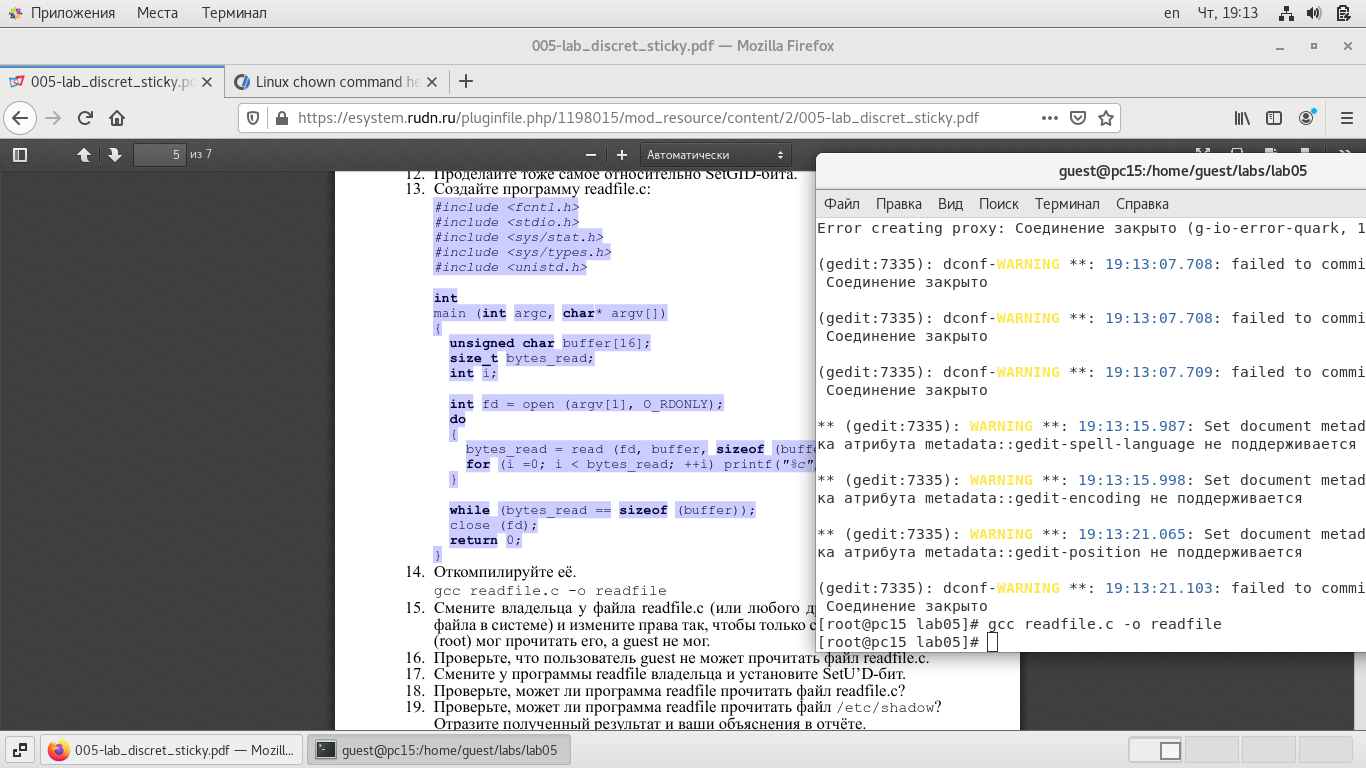 Приложения Места Терминал en Чт, 19:13
005-lab_discret_sticky.pdf — Mozilla Firefox
005-lab_discret_sticky.pd Linux chown command he
https://esystem.rudn.ru/pluginfile.php/1198015/mod_resource/content/2/005-lab_discret_sticky.pdf
5 из 7 Автоматически
12. Проделайте тоже самое относительно SetGID-бита.
13. Создайте программу readfile.c:
#include <fcntl.h>
#include <stdio.h>
#include <sys/stat.h>
#include <sys/types.h>
#include <unistd.h>
int
main (int argc, char* argv[])
{
unsigned char buffer[16];
size_t bytes_read;
int i;
int fd = open (argv[1], O_RDONLY);
do
{
bytes_read = read (fd, buffer, sizeof (buff
for (i =0; i < bytes_read; ++i) printf("%c"
}
while (bytes_read == sizeof (buffer));
close (fd);
return 0;
}
14. Откомпилируйте её.
gcc readfile.c -o readfile
15. Смените владельца у файла readfile.c (или любого д
файла в системе) и измените права так, чтобы только с
(root) мог прочитать его, а guest не мог.
16. Проверьте, что пользователь guest не может прочитать файл readfile.c.
17. Смените у программы readfile владельца и установите SetU'D-бит.
18. Проверьте, может ли программа readfile прочитать файл readfile.c?
19. Проверьте, может ли программа readfile прочитать файл /etc/shadow?
Отразите полученный результат и ваши объяснения в отчёте.
guest@pc15:/home/guest/labs/lab05
Файл Правка Вид Поиск Терминал Справка
Error creating proxy: Соединение закрыто (g-io-error-quark, 1
(gedit:7335): dconf-WARNING **: 19:13:07.708: failed to commi
Соединение закрыто
(gedit:7335): dconf-WARNING **: 19:13:07.708: failed to commi
Соединение закрыто
(gedit:7335): dconf-WARNING **: 19:13:07.709: failed to commi
Соединение закрыто
** (gedit:7335): WARNING **: 19:13:15.987: Set document metad
ка атрибута metadata::gedit-spell-language не поддерживается
** (gedit:7335): WARNING **: 19:13:15.998: Set document metad
ка атрибута metadata::gedit-encoding не поддерживается
** (gedit:7335): WARNING **: 19:13:21.065: Set document metad
ка атрибута metadata::gedit-position не поддерживается
(gedit:7335): dconf-WARNING **: 19:13:21.103: failed to commi
Соединение закрыто
[root@pc15 lab05]# gcc readfile.c -o readfile
[root@pc15 lab05]#
005-lab_discret_sticky.pdf — Mozill... guest@pc15:/home/guest/labs/lab05